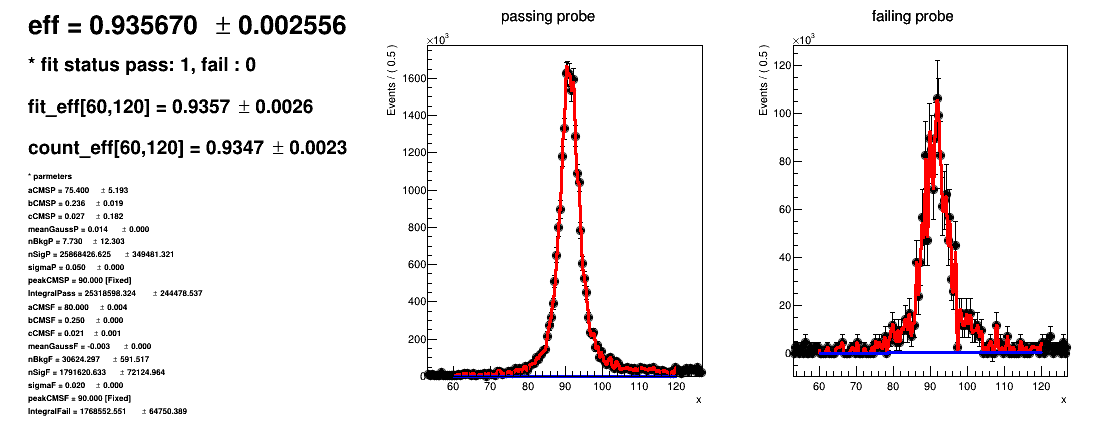 eff = 0.935670 ± 0.002556
* fit status pass: 1, fail : 0
fit_eff[60,120] = 0.9357 ± 0.0026
count_eff[60,120] = 0.9347 ± 0.0023
* parmeters
aCMSP = 75.400 ± 5.193
bCMSP = 0.236 ± 0.019
cCMSP = 0.027 ± 0.182
meanGaussP = 0.014 ± 0.000
nBkgP = 7.730 ± 12.303
nSigP = 25868426.625 ± 349481.321
sigmaP = 0.050 ± 0.000
peakCMSP = 90.000 [Fixed]
IntegralPass = 25318598.324 ± 244478.537
aCMSF = 80.000 ± 0.004
bCMSF = 0.250 ± 0.000
cCMSF = 0.021 ± 0.001
meanGaussF = -0.003 ± 0.000
nBkgF = 30624.297 ± 591.517
nSigF = 1791620.633 ± 72124.964
sigmaF = 0.020 ± 0.000
peakCMSF = 90.000 [Fixed]
IntegralFail = 1768552.551 ± 64750.389
passing probe
×10³
Events / ( 0.5 )
1600
1400
1200
1000
800
600
400
200
0
60 70 80 90 100 110 120
x
failing probe
×10³
Events / ( 0.5 )
120
100
80
60
40
20
0
60 70 80 90 100 110 120
x